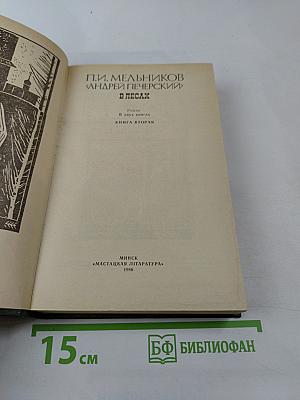 П.И. МЕЛЬНИКОВ
(АНДРЕЙ ПЕЧЕРСКИЙ)
В ЛЕСАХ
Роман
В двух книгах
КНИГА ВТОРАЯ
МИНСК
«МАСТАЦКАЯ ЛІТАРАТУРА»
1986
15 см
БФ БИБЛИОФАН